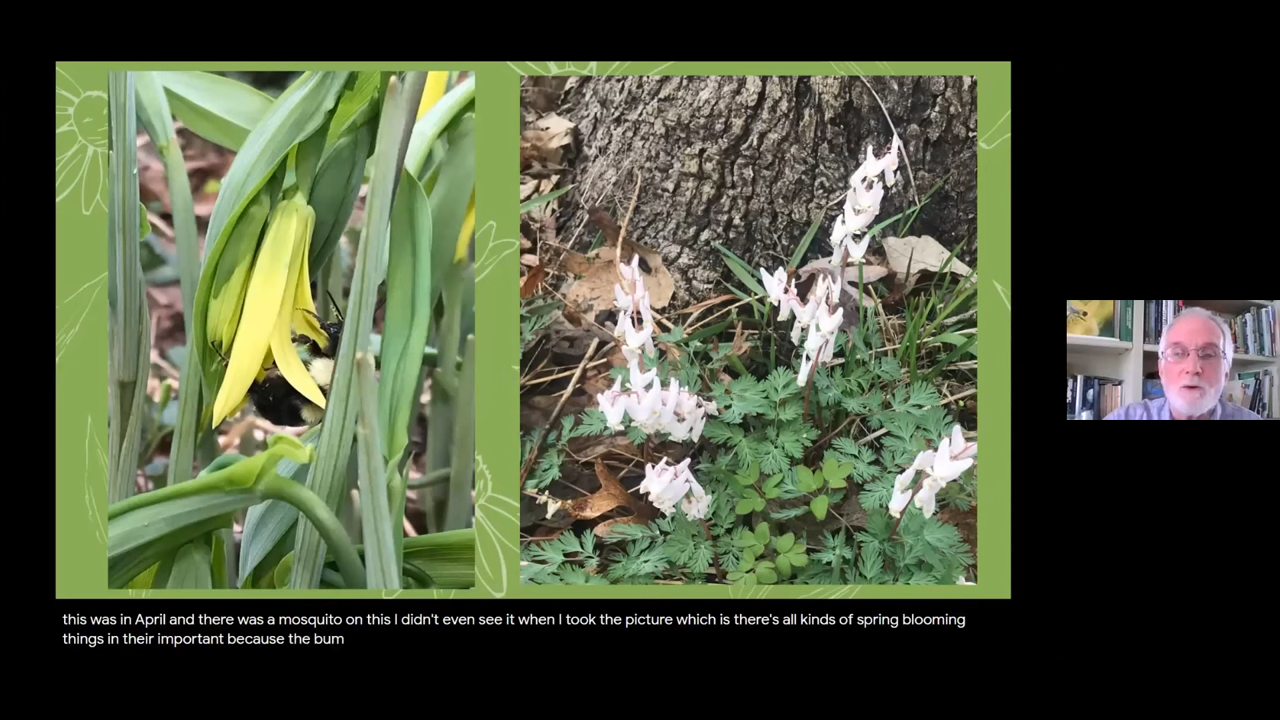 this was in April and there was a mosquito on this I didn't even see it when I took the picture which is there's all kinds of spring blooming
things in their important because the bum